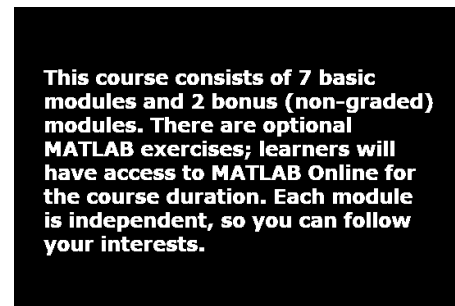 This course consists of 7 basic
modules and 2 bonus (non-graded)
modules. There are optional
MATLAB exercises; learners will
have access to MATLAB Online for
the course duration. Each module
is independent, so you can follow
your interests.